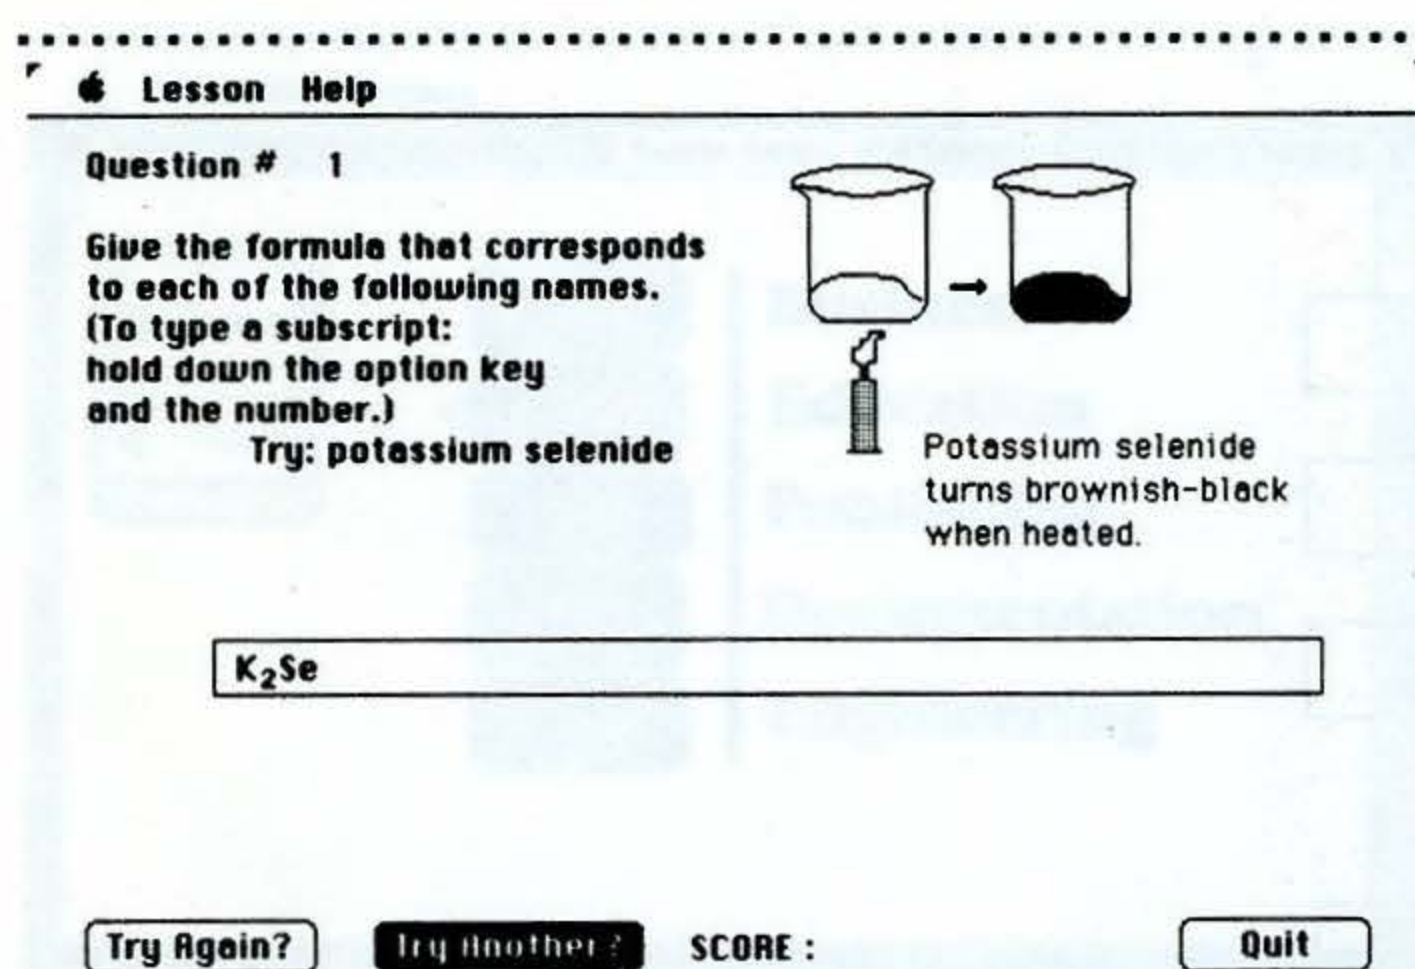 Lesson Help
Question # 1
Give the formula that corresponds
to each of the following names.
(To type a subscript:
hold down the option key
and the number.)
Try: potassium selenide
Potassium selenide
turns brownish-black
when heated.
K₂Se
Try Again? Try Another? SCORE : Quit